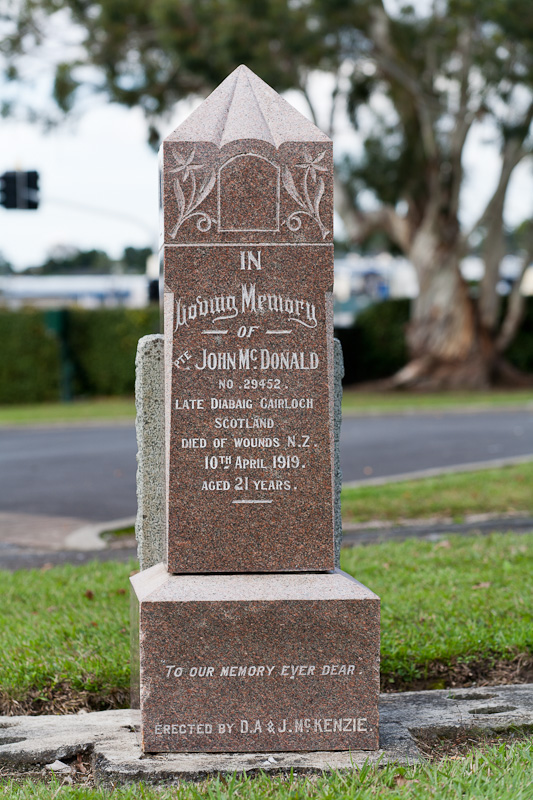 IN
Loving Memory
OF
PTE JOHN McDONALD
NO. 29452.
LATE DIABAIG GAIRLOCH
SCOTLAND
DIED OF WOUNDS N.Z.
10TH APRIL 1919.
AGED 21 YEARS.
TO OUR MEMORY EVER DEAR.
ERECTED BY D.A & J. McKENZIE.